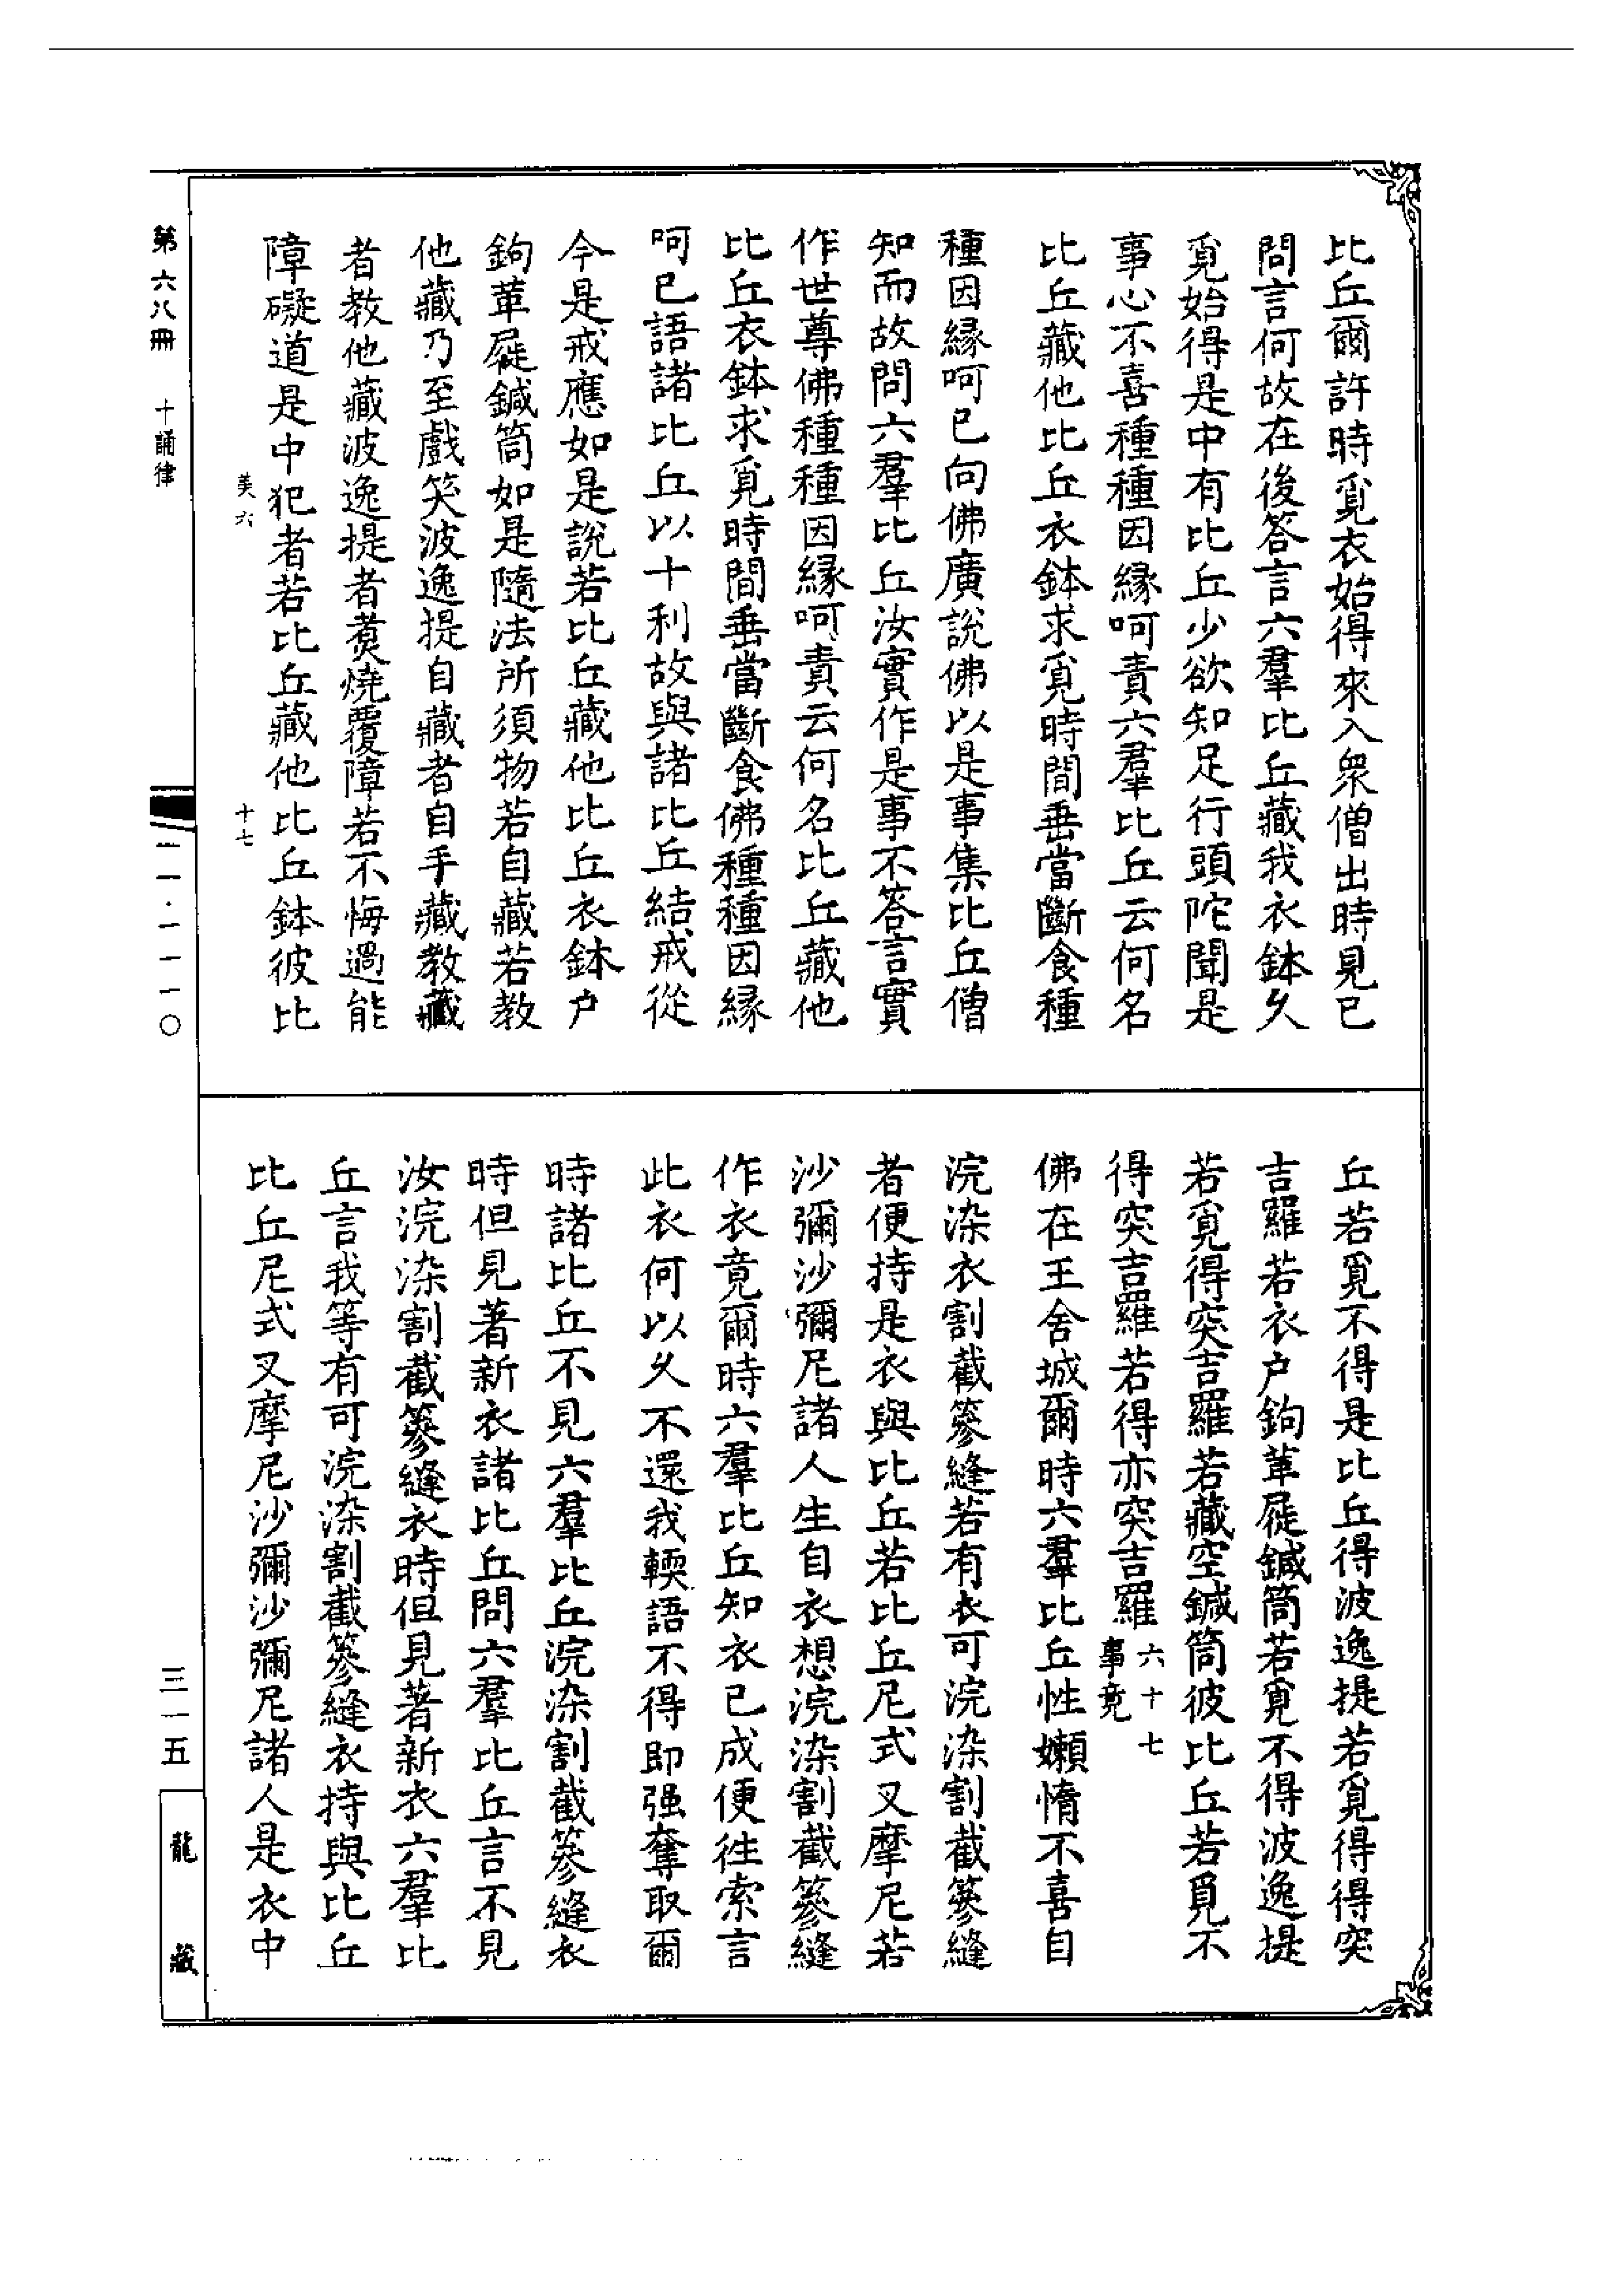 比丘爾許時覓衣始得來入衆僧出時見已
問言何故在後答言六羣比丘藏我衣鉢久
覓始得是中有比丘少欲知足行頭陀聞是
事心不喜種種因緣呵責六羣比丘云何名
比丘藏他比丘衣鉢求覓時間垂當斷食種
種因緣呵已向佛廣說佛以是事集比丘僧
知而故問六羣比丘汝實作是事不答言實
作世尊佛種種因緣呵責云何名比丘藏他
比丘衣鉢求覓時間垂當斷食佛種種因緣
呵已語諸比丘以十利故與諸比丘結戒從
今是戒應如是說若比丘藏他比丘衣鉢户
鉤革屣鍼筒如是隨法所須物若自藏若教
他藏乃至戲笑波逸提自藏者自手藏教藏
者教他藏波逸提者煑燒覆障若不悔過能
障礙道是中犯者若比丘藏他比丘鉢彼比
美六
十七
丘若覓不得是比丘得波逸提若覓得得突
吉羅若衣户鉤革屣鍼筒若覓不得波逸提
若覓得突吉羅若藏空鍼筒彼比丘若覓不
得突吉羅若得亦突吉羅六十七事竟
佛在王舍城爾時六羣比丘性嬾惰不喜自
浣染衣割截簝縫若有衣可浣染割截簝縫
者便持是衣與比丘若比丘尼式叉摩尼若
沙彌沙彌尼諸人生自衣想浣染割截簝縫
作衣竟爾時六羣比丘知衣已成便往索言
此衣何以久不還我輭語不得即强奪取爾
時諸比丘不見六羣比丘浣染割截簝縫衣
時但見著新衣諸比丘問六羣比丘言不見
汝浣染割截簝縫衣時但見著新衣六羣比
丘言我等有可浣染割截簝縫衣持與比丘
比丘尼式叉摩尼沙彌沙彌尼諸人是衣中
第六八冊
十誦律
一一·一一一〇
三一五
龍藏